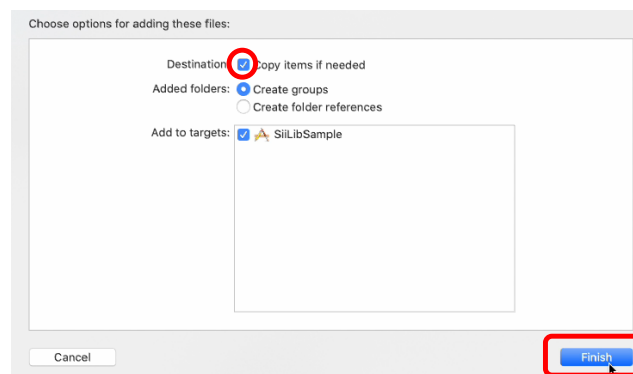 Choose options for adding these files:
Destination: Copy items if needed
Added folders: Create groups
Create folder references
Add to targets: SiiLibSample
Cancel
Finish